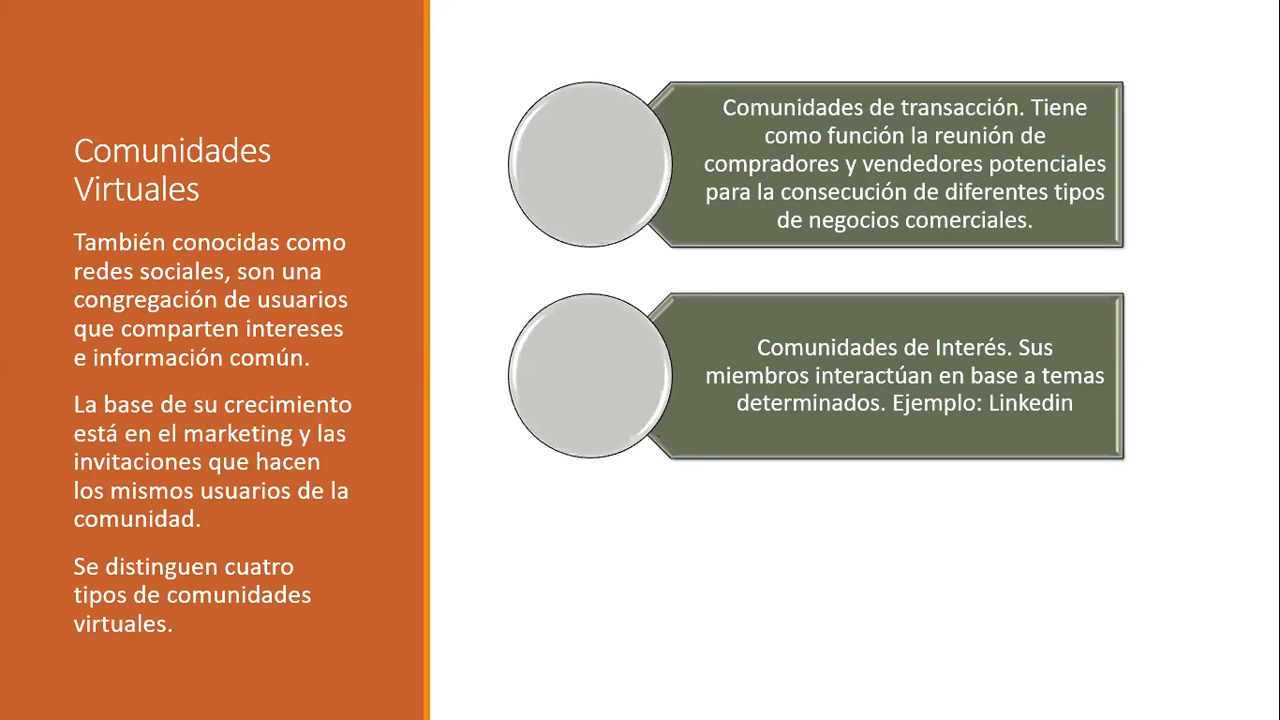 Comunidades
Virtuales
También conocidas como
redes sociales, son una
congregación de usuarios
que comparten intereses
e información común.
La base de su crecimiento
está en el marketing y las
invitaciones que hacen
los mismos usuarios de la
comunidad.
Se distinguen cuatro
tipos de comunidades
virtuales.
Comunidades de transacción. Tiene
como función la reunión de
compradores y vendedores potenciales
para la consecución de diferentes tipos
de negocios comerciales.
Comunidades de Interés. Sus
miembros interactúan en base a temas
determinados. Ejemplo: Linkedin